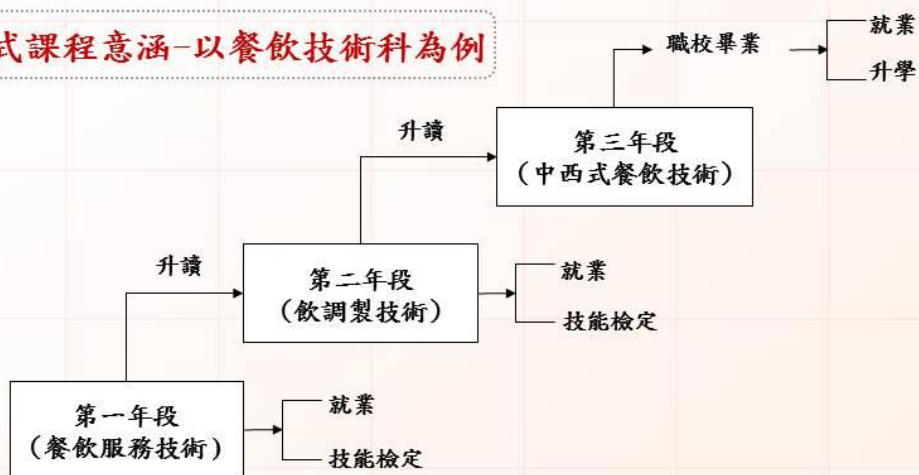 式課程意涵-以餐飲技術科為例
職校畢業
就業
升學
升讀
第三年段
(中西式餐飲技術)
升讀
第二年段
(飲調製技術)
就業
技能檢定
第一年段
(餐飲服務技術)
就業
技能檢定